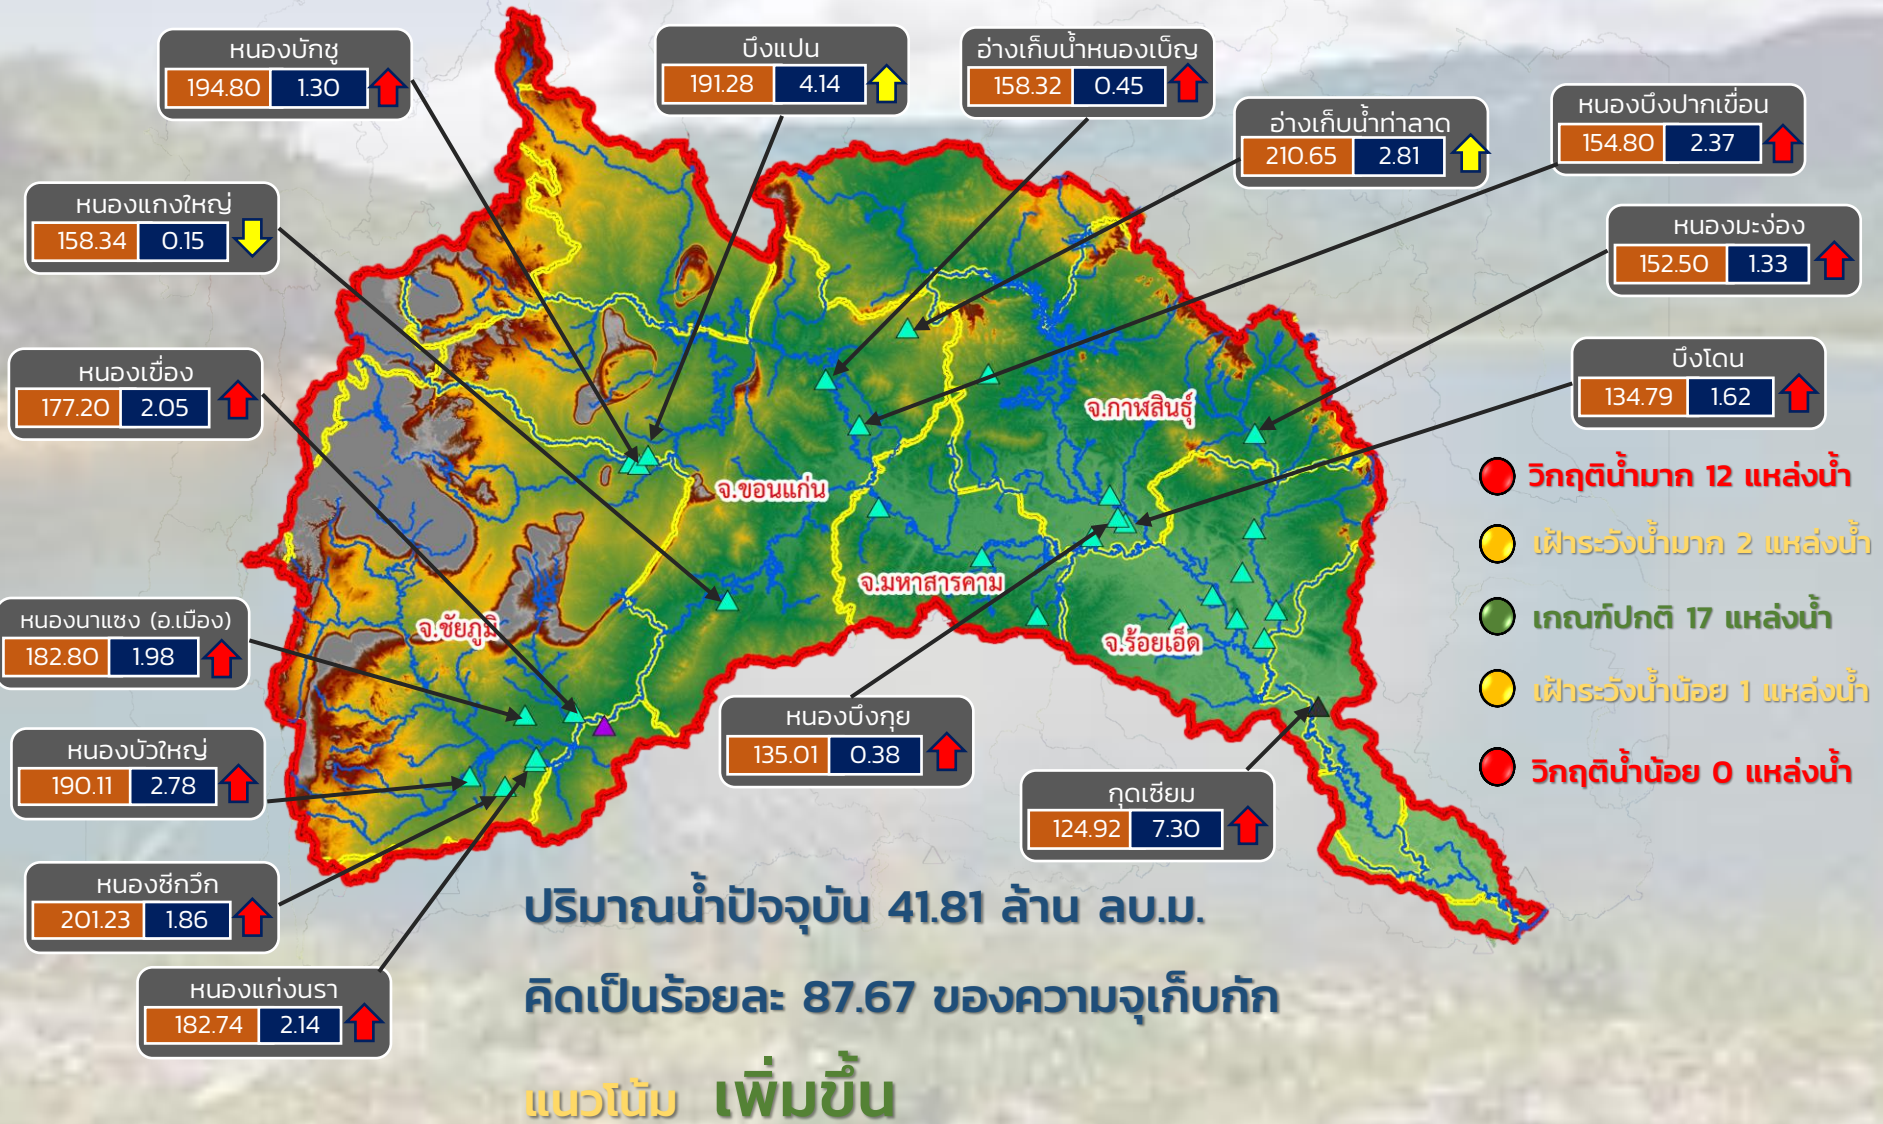 หนองบักชู
194.80 1.30
บึงแปน
191.28 4.14
อ่างเก็บน้ำหนองเบ็ญ
158.32 0.45
อ่างเก็บน้ำท่าลาด
210.65 2.81
หนองบึงปากเขื่อน
154.80 2.37
หนองแกงใหญ่
158.34 0.15
หนองมะง่อง
152.50 1.33
หนองเขื่อง
177.20 2.05
บึงโดน
134.79 1.62
จ.กาฬสินธุ์
จ.ขอนแก่น
จ.มหาสารคาม
จ.ชัยภูมิ
จ.ร้อยเอ็ด
วิกฤติน้ำมาก 12 แหล่งน้ำ
เฝ้าระวังน้ำมาก 2 แหล่งน้ำ
เกณฑ์ปกติ 17 แหล่งน้ำ
เฝ้าระวังน้ำน้อย 1 แหล่งน้ำ
วิกฤติน้ำน้อย 0 แหล่งน้ำ
หนองนาแซง (อ.เมือง)
182.80 1.98
หนองบัวใหญ่
190.11 2.78
หนองบึงกุย
135.01 0.38
กุดเซียม
124.92 7.30
หนองซีกวึก
201.23 1.86
หนองแก่งนรา
182.74 2.14
ปริมาณน้ำปัจจุบัน 41.81 ล้าน ลบ.ม.
คิดเป็นร้อยละ 87.67 ของความจุเก็บกัก
แนวโน้ม เพิ่มขึ้น